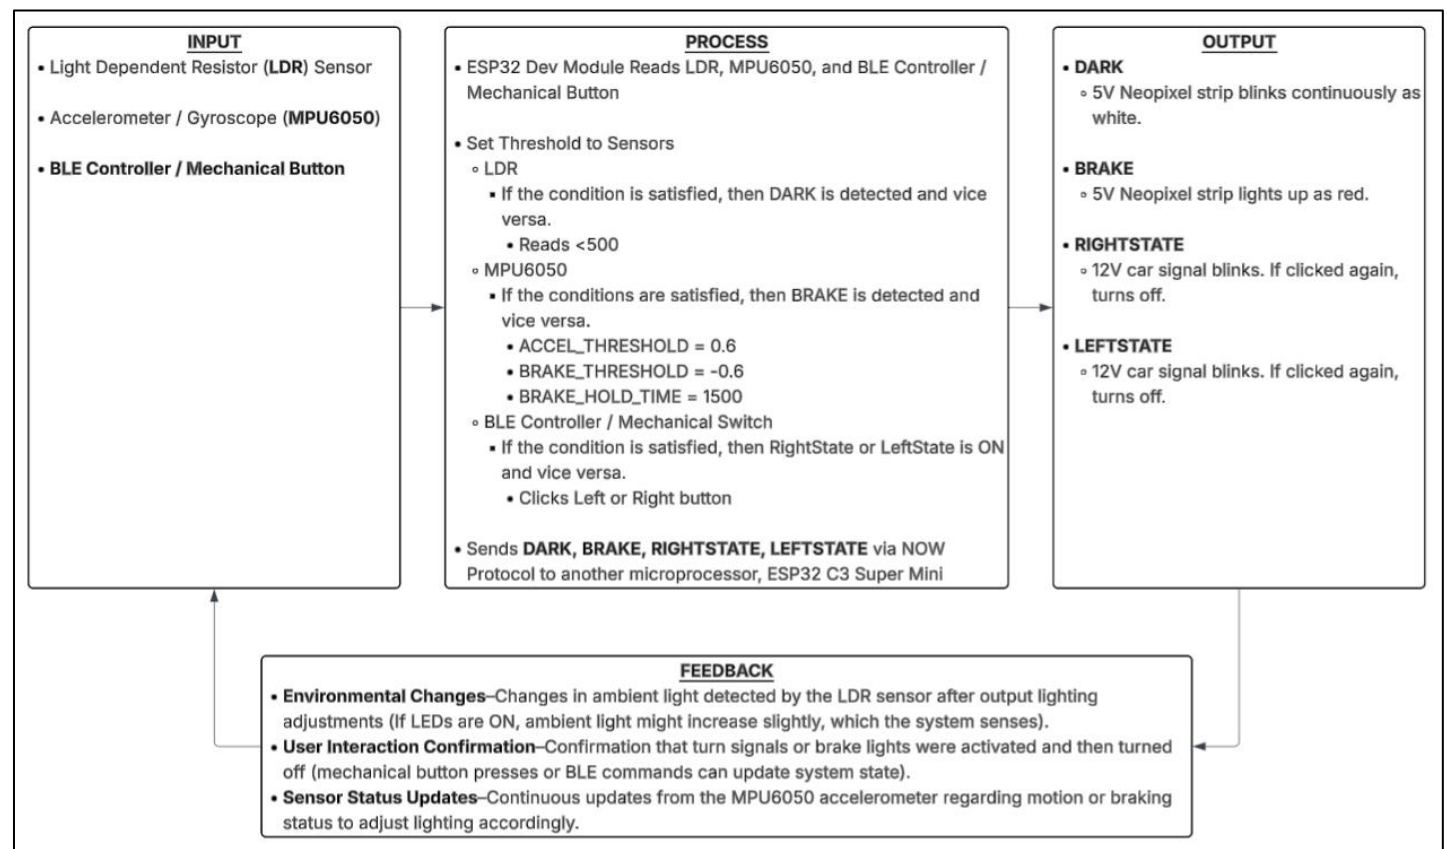 INPUT
• Light Dependent Resistor (LDR) Sensor
• Accelerometer / Gyroscope (MPU6050)
• BLE Controller / Mechanical Button
PROCESS
• ESP32 Dev Module Reads LDR, MPU6050, and BLE Controller /
Mechanical Button
• Set Threshold to Sensors
◦ LDR
▪ If the condition is satisfied, then DARK is detected and vice
versa.
• Reads <500
◦ MPU6050
▪ If the conditions are satisfied, then BRAKE is detected and
vice versa.
• ACCEL_THRESHOLD = 0.6
• BRAKE_THRESHOLD = -0.6
• BRAKE_HOLD_TIME = 1500
◦ BLE Controller / Mechanical Switch
▪ If the condition is satisfied, then RightState or LeftState is ON
and vice versa.
• Clicks Left or Right button
• Sends DARK, BRAKE, RIGHTSTATE, LEFTSTATE via NOW
Protocol to another microprocessor, ESP32 C3 Super Mini
OUTPUT
• DARK
◦ 5V Neopixel strip blinks continuously as
white.
• BRAKE
◦ 5V Neopixel strip lights up as red.
• RIGHTSTATE
◦ 12V car signal blinks. If clicked again,
turns off.
• LEFTSTATE
◦ 12V car signal blinks. If clicked again,
turns off.
FEEDBACK
• Environmental Changes–Changes in ambient light detected by the LDR sensor after output lighting
adjustments (If LEDs are ON, ambient light might increase slightly, which the system senses).
• User Interaction Confirmation–Confirmation that turn signals or brake lights were activated and then turned
off (mechanical button presses or BLE commands can update system state).
• Sensor Status Updates–Continuous updates from the MPU6050 accelerometer regarding motion or braking
status to adjust lighting accordingly.